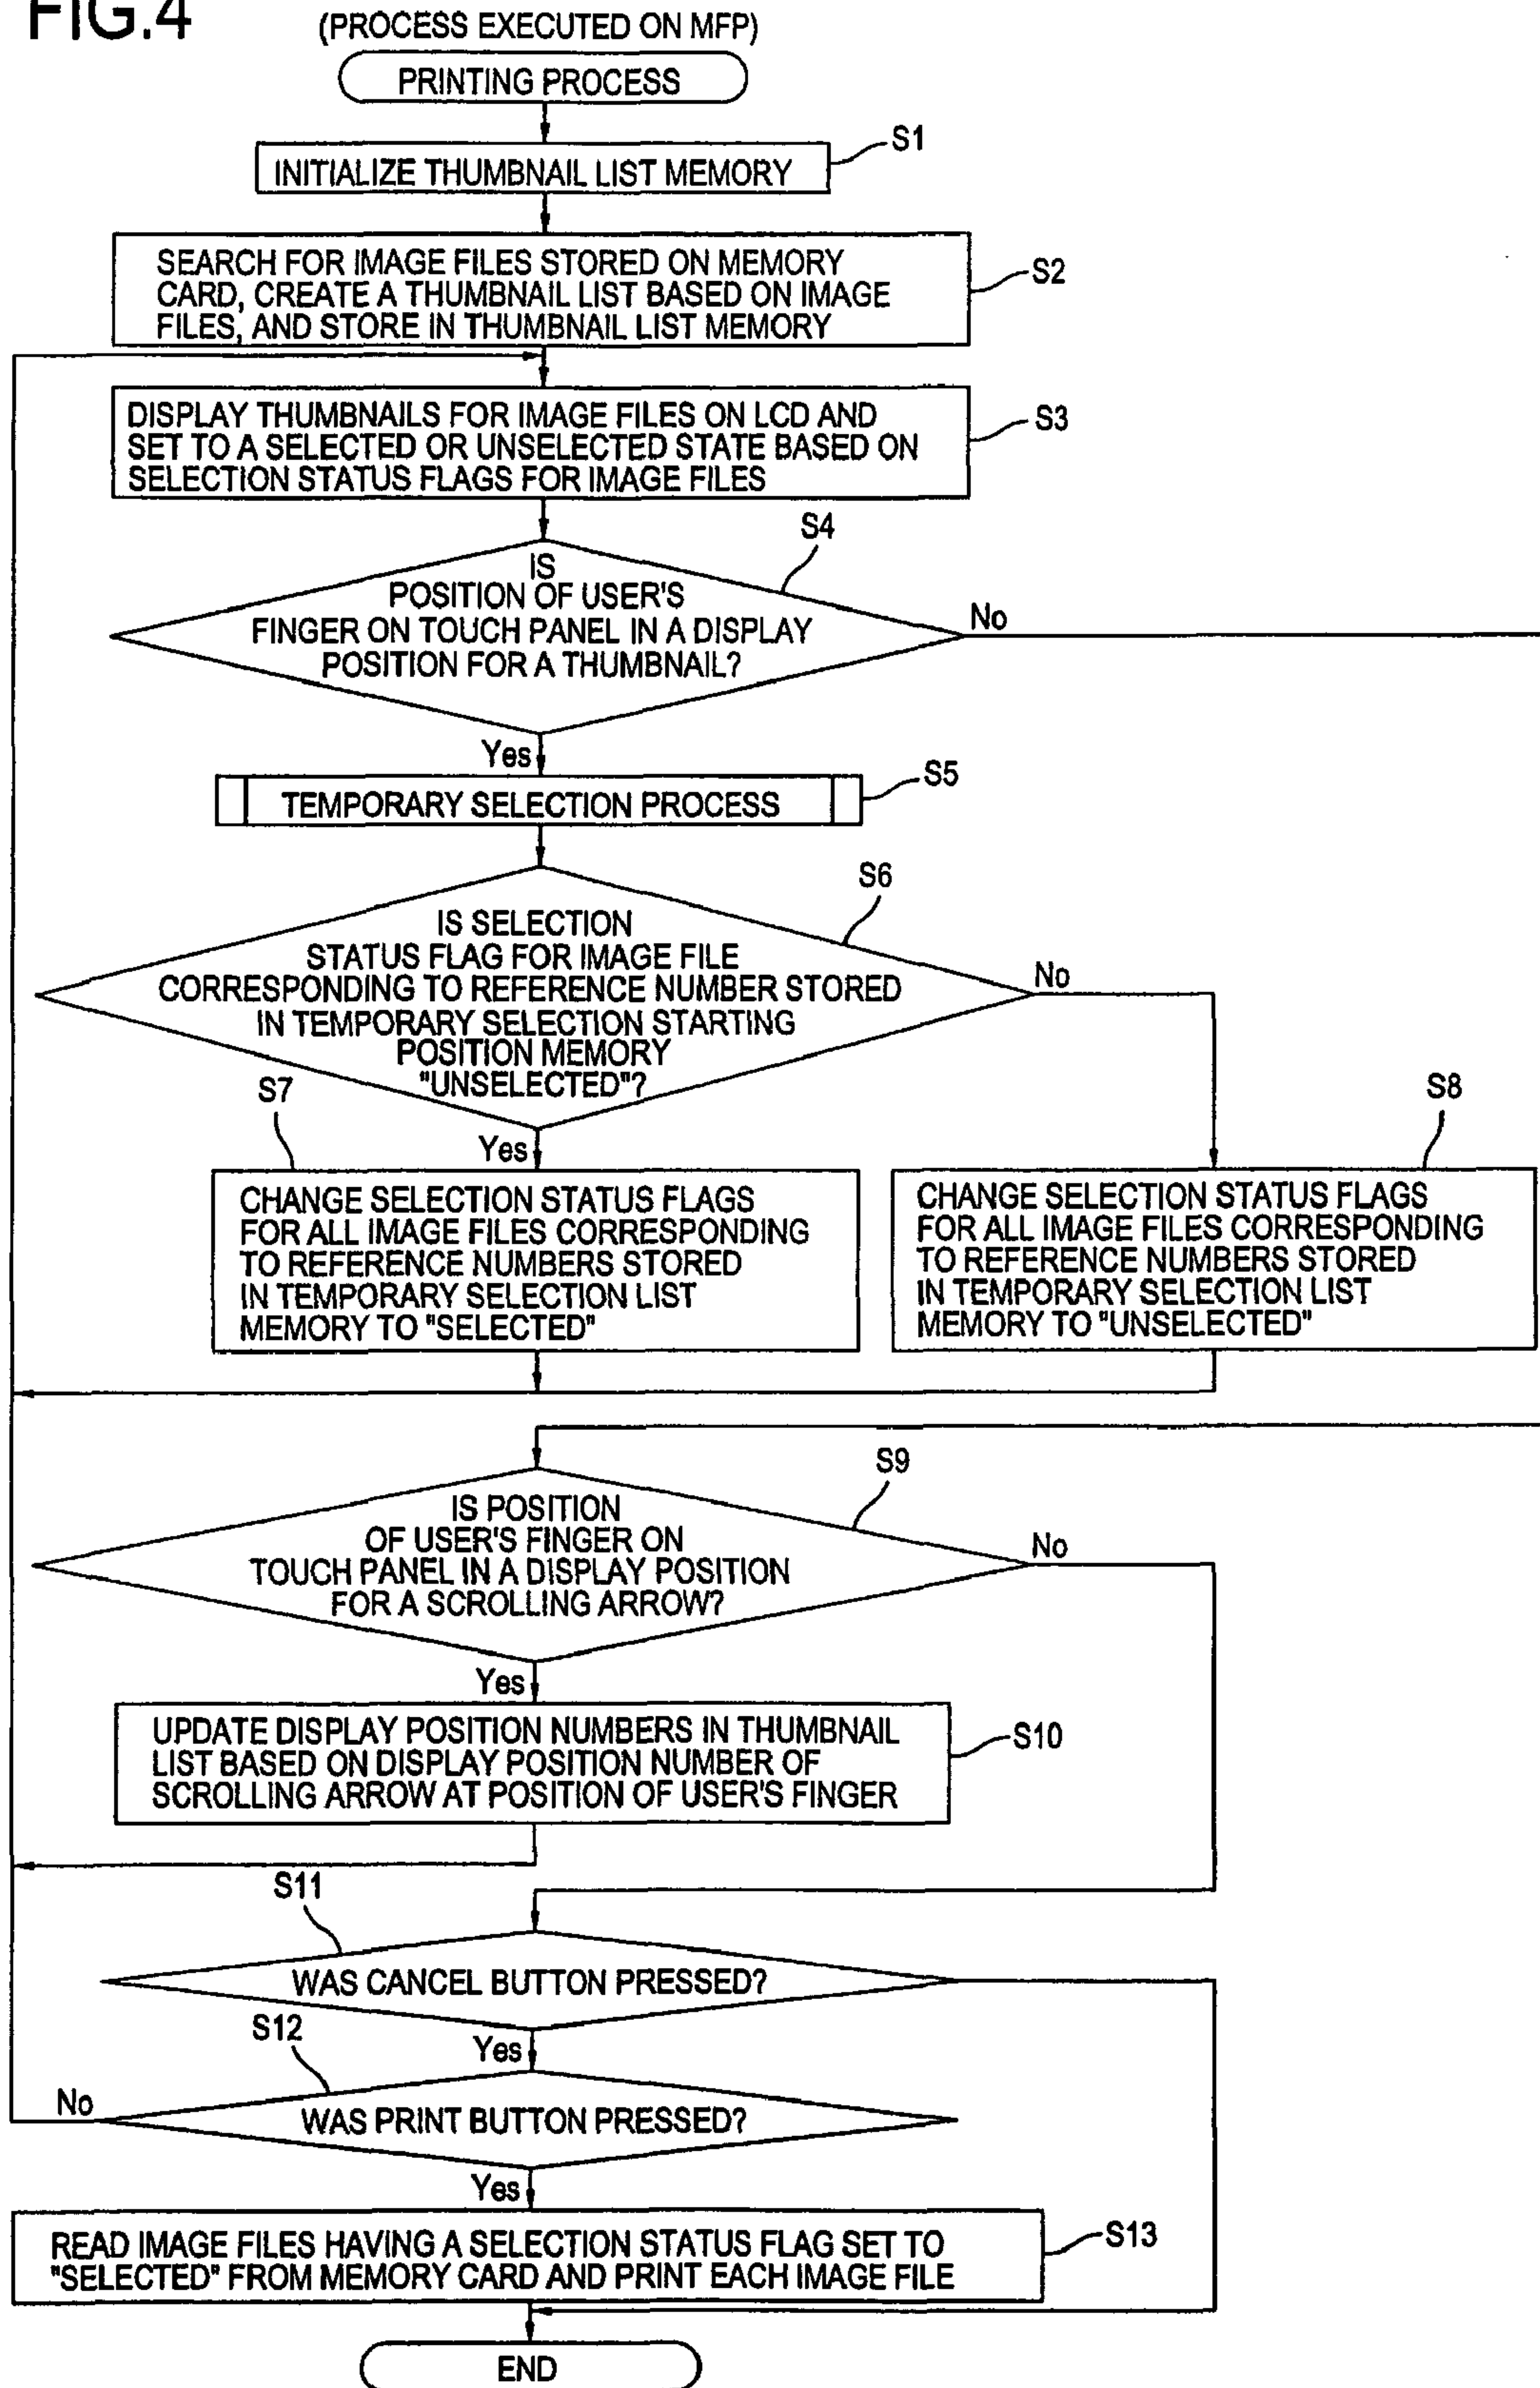 FIG.4
(PROCESS EXECUTED ON MFP)
PRINTING PROCESS
S1
INITIALIZE THUMBNAIL LIST MEMORY
SEARCH FOR IMAGE FILES STORED ON MEMORY
CARD, CREATE A THUMBNAIL LIST BASED ON IMAGE
FILES, AND STORE IN THUMBNAIL LIST MEMORY
S2
DISPLAY THUMBNAILS FOR IMAGE FILES ON LCD AND
SET TO A SELECTED OR UNSELECTED STATE BASED ON
SELECTION STATUS FLAGS FOR IMAGE FILES
S3
S4
IS
POSITION OF USER'S
FINGER ON TOUCH PANEL IN A DISPLAY
POSITION FOR A THUMBNAIL?
No
Yes
S5
TEMPORARY SELECTION PROCESS
S6
IS SELECTION
STATUS FLAG FOR IMAGE FILE
CORRESPONDING TO REFERENCE NUMBER STORED
IN TEMPORARY SELECTION STARTING
POSITION MEMORY
"UNSELECTED"?
No
Yes
S7
CHANGE SELECTION STATUS FLAGS
FOR ALL IMAGE FILES CORRESPONDING
TO REFERENCE NUMBERS STORED
IN TEMPORARY SELECTION LIST
MEMORY TO "SELECTED"
S8
CHANGE SELECTION STATUS FLAGS
FOR ALL IMAGE FILES CORRESPONDING
TO REFERENCE NUMBERS STORED
IN TEMPORARY SELECTION LIST
MEMORY TO "UNSELECTED"
S9
IS POSITION
OF USER'S FINGER ON
TOUCH PANEL IN A DISPLAY POSITION
FOR A SCROLLING ARROW?
No
Yes
UPDATE DISPLAY POSITION NUMBERS IN THUMBNAIL
LIST BASED ON DISPLAY POSITION NUMBER OF
SCROLLING ARROW AT POSITION OF USER'S FINGER
S10
S11
WAS CANCEL BUTTON PRESSED?
Yes
S12
WAS PRINT BUTTON PRESSED?
No
Yes
READ IMAGE FILES HAVING A SELECTION STATUS FLAG SET TO
"SELECTED" FROM MEMORY CARD AND PRINT EACH IMAGE FILE
S13
END